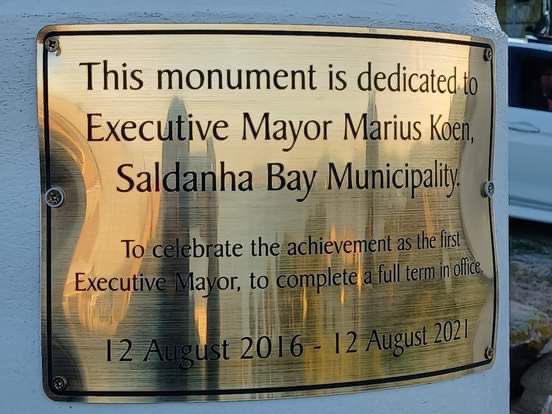 This monument is dedicated to
Executive Mayor Marius Koen,
Saldanha Bay Municipality.
To celebrate the achievement as the first
Executive Mayor, to complete a full term in office.
12 August 2016 - 12 August 2021